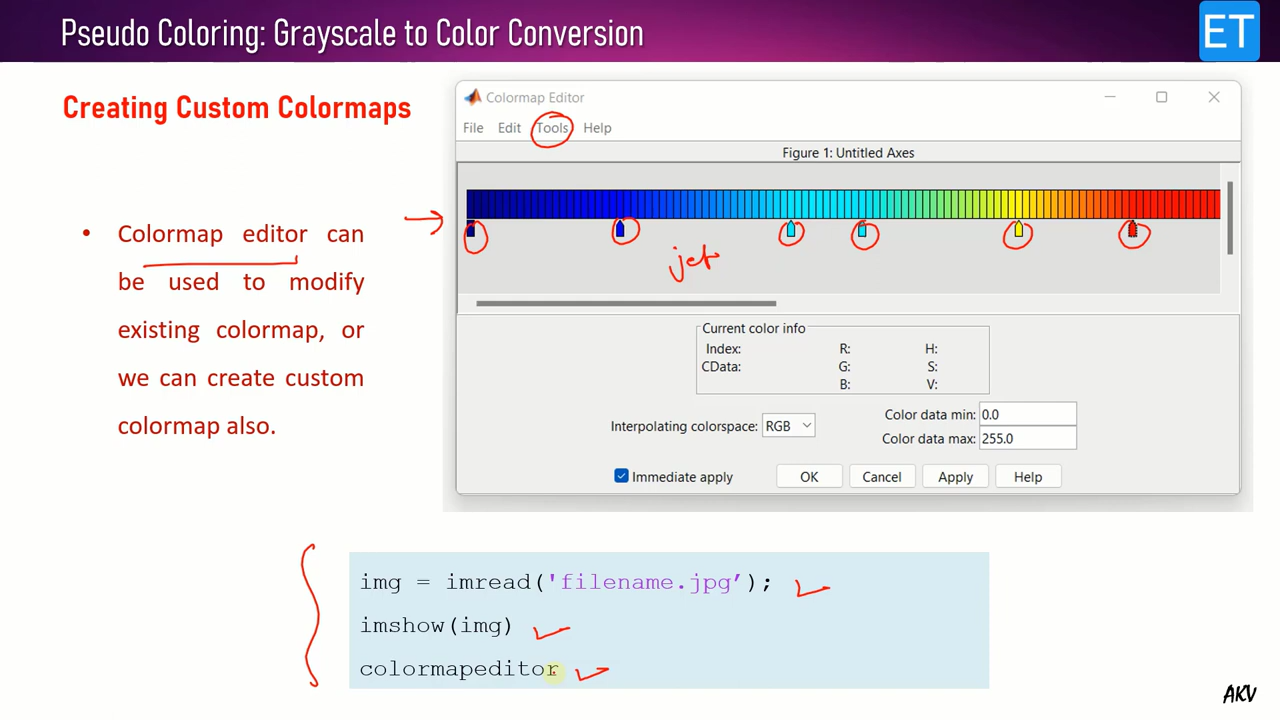 Pseudo Coloring: Grayscale to Color Conversion
ET
Creating Custom Colormaps
Colormap Editor
File Edit Tools Help
Figure 1: Untitled Axes
jet
• Colormap editor can
be used to modify
existing colormap, or
we can create custom
colormap also.
Current color info
Index: R: H:
CData: G: S:
B: V:
Interpolating colorspace: RGB
Color data min: 0.0
Color data max: 255.0
Immediate apply OK Cancel Apply Help
img = imread('filename.jpg’);
imshow(img)
colormapeditor
AKV